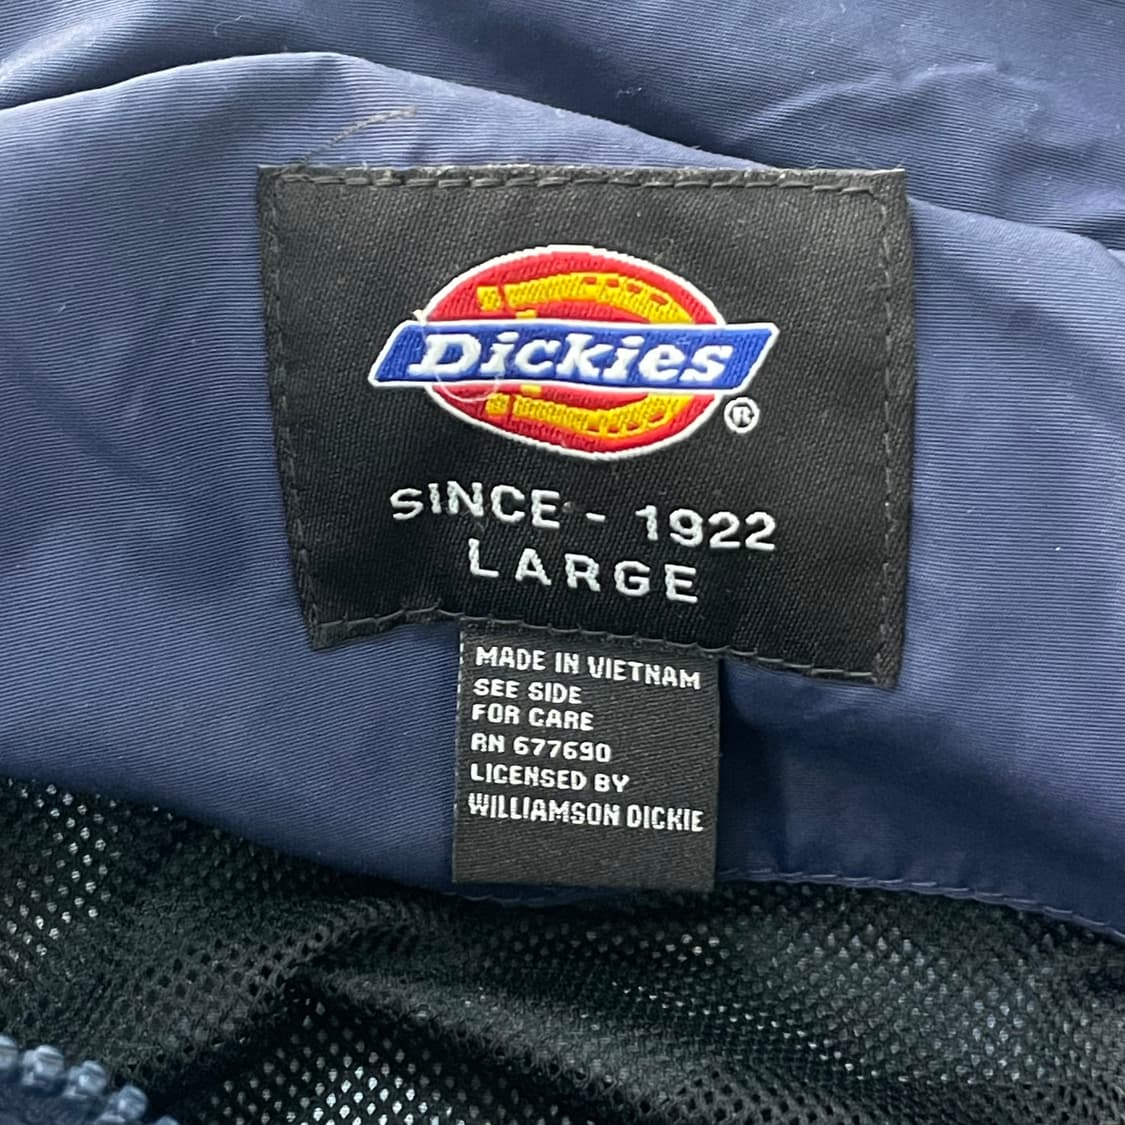 Dickies
®
SINCE - 1922
LARGE
MADE IN VIETNAM
SEE SIDE
FOR CARE
RN 677690
LICENSED BY
WILLIAMSON DICKIE